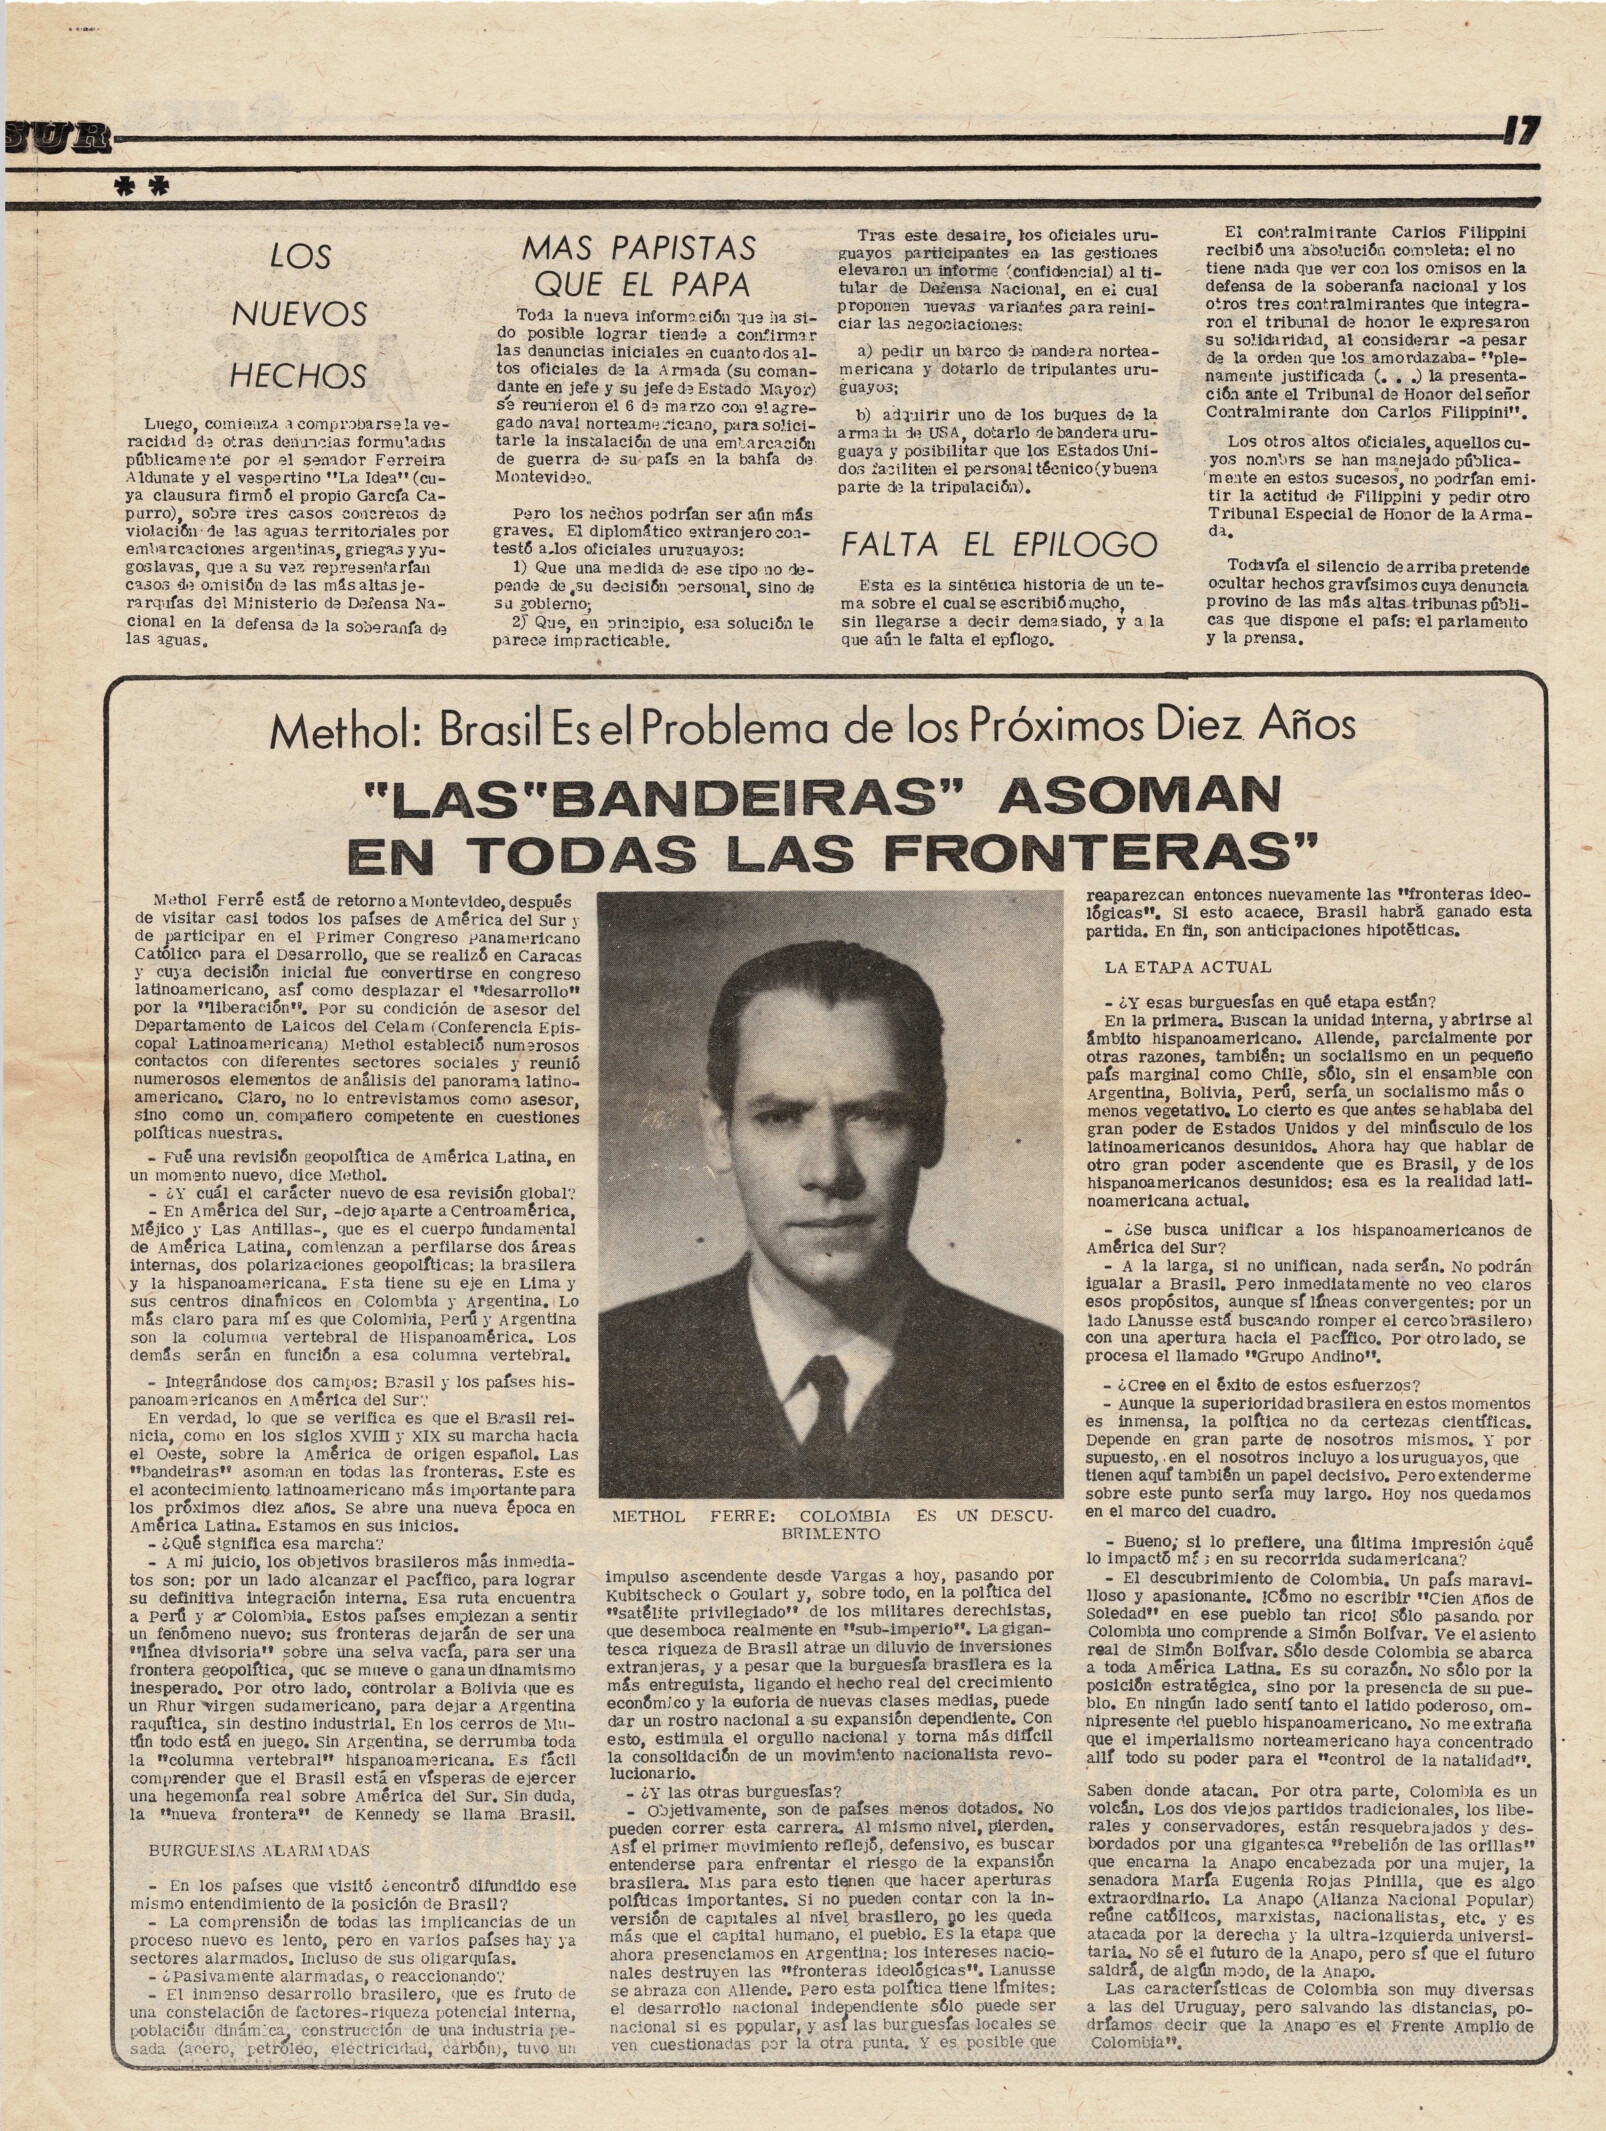 SUR
17
**
LOS
NUEVOS
HECHOS
Luego, comienza a comprobarse la ve-
racidad de otras denuncias formuladas
públicamente por el senador Ferreira
Aldunate y el vespertino "La Idea" (cu-
ya clausura firmó el propio García Ca-
purro), sobre tres casos concretos de
violación de las aguas territoriales por
embarcaciones argentinas, griegas y yu-
goslavas, que a su vez representarían
casos de omisión de las más altas je-
rarquías del Ministerio de Defensa Na-
cional en la defensa de la soberanía de
las aguas.
MAS PAPISTAS
QUE EL PAPA
Toda la nueva información que ha si-
do posible lograr tiende a confirmar
las denuncias iniciales en cuanto dos al-
tos oficiales de la Armada (su coman-
dante en jefe y su jefe de Estado Mayor)
se reunieron el 6 de marzo con el agre-
gado naval norteamericano, para solici-
tarle la instalación de una embarcación
de guerra de su país en la bahía de
Montevideo.
Pero los hechos podrían ser aún más
graves. El diplomático extranjero con-
testó a los oficiales uruguayos:
1) Que una medida de ese tipo no de-
pende de su decisión personal, sino de
su gobierno;
2) Que, en principio, esa solución le
parece impracticable.
Tras este desaire, los oficiales uru-
guayos participantes en las gestiones
elevaron un informe (confidencial) al ti-
tular de Defensa Nacional, en el cual
proponen nuevas variantes para reini-
ciar las negociaciones:
a) pedir un barco de bandera nortea-
mericana y dotarlo de tripulantes uru-
guayos;
b) adquirir uno de los buques de la
armada de USA, dotarlo de bandera uru-
guaya y posibilitar que los Estados Uni-
dos faciliten el personal técnico (y buena
parte de la tripulación).
FALTA EL EPILOGO
Esta es la sintética historia de un te-
ma sobre el cual se escribió mucho,
sin llegarse a decir demasiado, y a la
que aún le falta el epílogo.
El contralmirante Carlos Filippini
recibió una absolución completa: el no
tiene nada que ver con los omisos en la
defensa de la soberanía nacional y los
otros tres contralmirantes que integra-
ron el tribunal de honor le expresaron
su solidaridad, al considerar -a pesar
de la orden que los amordazaba- "ple-
namente justificada (. . .) la presenta-
ción ante el Tribunal de Honor del señor
Contralmirante don Carlos Filippini".
Los otros altos oficiales, aquellos cu-
yos nombrs se han manejado pública-
mente en estos sucesos, no podrían emi-
tir la actitud de Filippini y pedir otro
Tribunal Especial de Honor de la Arma-
da.
Todavía el silencio de arriba pretende
ocultar hechos gravísimos cuya denuncia
provino de las más altas tribunas públi-
cas que dispone el país: el parlamento
y la prensa.
Methol: Brasil Es el Problema de los Próximos Diez Años
"LAS "BANDEIRAS" ASOMAN
EN TODAS LAS FRONTERAS"
Methol Ferré está de retorno a Montevideo, después
de visitar casi todos los países de América del Sur y
de participar en el Primer Congreso Panamericano
Católico para el Desarrollo, que se realizó en Caracas
y cuya decisión inicial fue convertirse en congreso
latinoamericano, así como desplazar el "desarrollo"
por la "liberación". Por su condición de asesor del
Departamento de Laicos del Celam (Conferencia Epis-
copal Latinoamericana) Methol estableció numerosos
contactos con diferentes sectores sociales y reunió
numerosos elementos de análisis del panorama latino-
americano. Claro, no lo entrevistamos como asesor,
sino como un compañero competente en cuestiones
políticas nuestras.
- Fué una revisión geopolítica de América Latina, en
un momento nuevo, dice Methol.
- ¿Y cuál el carácter nuevo de esa revisión global?
- En América del Sur, -dejo aparte a Centroamérica,
Méjico y Las Antillas-, que es el cuerpo fundamental
de América Latina, comienzan a perfilarse dos áreas
internas, dos polarizaciones geopolíticas: la brasilera
y la hispanoamericana. Esta tiene su eje en Lima y
sus centros dinámicos en Colombia y Argentina. Lo
más claro para mí es que Colombia, Perú y Argentina
son la columna vertebral de Hispanoamérica. Los
demás serán en función a esa columna vertebral.
- Integrándose dos campos: Brasil y los países his-
panoamericanos en América del Sur?
En verdad, lo que se verifica es que el Brasil rei-
nicia, como en los siglos XVIII y XIX su marcha hacia
el Oeste, sobre la América de origen español. Las
"bandeiras" asoman en todas las fronteras. Este es
el acontecimiento latinoamericano más importante para
los próximos diez años. Se abre una nueva época en
América Latina. Estamos en sus inicios.
- ¿Qué significa esa marcha?
- A mi juicio, los objetivos brasileros más inmedia-
tos son: por un lado alcanzar el Pacífico, para lograr
su definitiva integración interna. Esa ruta encuentra
a Perú y a Colombia. Estos países empiezan a sentir
un fenómeno nuevo: sus fronteras dejarán de ser una
"línea divisoria" sobre una selva vacía, para ser una
frontera geopolítica, que se mueve o gana un dinamismo
inesperado. Por otro lado, controlar a Bolivia que es
un Rhur virgen sudamericano, para dejar a Argentina
raquítica, sin destino industrial. En los cerros de Mu-
tún todo está en juego. Sin Argentina, se derrumba toda
la "columna vertebral" hispanoamericana. Es fácil
comprender que el Brasil está en vísperas de ejercer
una hegemonía real sobre América del Sur. Sin duda,
la "nueva frontera" de Kennedy se llama Brasil.
BURGUESIAS ALARMADAS
- En los países que visitó ¿encontró difundido ese
mismo entendimiento de la posición de Brasil?
- La comprensión de todas las implicancias de un
proceso nuevo es lento, pero en varios países hay ya
sectores alarmados. Incluso de sus oligarquías.
- ¿Pasivamente alarmadas, o reaccionando?
- El inmenso desarrollo brasilero, que es fruto de
una constelación de factores-riqueza potencial interna,
población dinámica, construcción de una industria pe-
sada (acero, petróleo, electricidad, carbón), tuvo un
METHOL FERRE: COLOMBIA ES UN DESCU-
BRIMIENTO
impulso ascendente desde Vargas a hoy, pasando por
Kubitscheck o Goulart y, sobre todo, en la política del
"satélite privilegiado" de los militares derechistas,
que desemboca realmente en "sub-imperio". La gigan-
tesca riqueza de Brasil atrae un diluvio de inversiones
extranjeras, y a pesar que la burguesía brasilera es la
más entreguista, ligando el hecho real del crecimiento
económico y la euforia de nuevas clases medias, puede
dar un rostro nacional a su expansión dependiente. Con
esto, estimula el orgullo nacional y torna más difícil
la consolidación de un movimiento nacionalista revo-
lucionario.
- ¿Y las otras burguesías?
- Objetivamente, son de países menos dotados. No
pueden correr esta carrera. Al mismo nivel, pierden.
Así el primer movimiento reflejo, defensivo, es buscar
entenderse para enfrentar el riesgo de la expansión
brasilera. Mas para esto tienen que hacer aperturas
políticas importantes. Si no pueden contar con la in-
versión de capitales al nivel brasilero, no les queda
más que el capital humano, el pueblo. Es la etapa que
ahora presenciamos en Argentina: los intereses nacio-
nales destruyen las "fronteras ideológicas". Lanusse
se abraza con Allende. Pero esta política tiene límites:
el desarrollo nacional independiente sólo puede ser
nacional si es popular, y así las burguesías locales se
ven cuestionadas por la otra punta. Y es posible que
reaparezcan entonces nuevamente las "fronteras ideo-
lógicas". Si esto acaece, Brasil habrá ganado esta
partida. En fin, son anticipaciones hipotéticas.
LA ETAPA ACTUAL
- ¿Y esas burguesías en qué etapa están?
En la primera. Buscan la unidad interna, y abrirse al
ámbito hispanoamericano. Allende, parcialmente por
otras razones, también: un socialismo en un pequeño
país marginal como Chile, sólo, sin el ensamble con
Argentina, Bolivia, Perú, sería un socialismo más o
menos vegetativo. Lo cierto es que antes se hablaba del
gran poder de Estados Unidos y del minúsculo de los
latinoamericanos desunidos. Ahora hay que hablar de
otro gran poder ascendente que es Brasil, y de los
hispanoamericanos desunidos: esa es la realidad lati-
noamericana actual.
- ¿Se busca unificar a los hispanoamericanos de
América del Sur?
- A la larga, si no unifican, nada serán. No podrán
igualar a Brasil. Pero inmediatamente no veo claros
esos propósitos, aunque sí líneas convergentes: por un
lado Lanusse está buscando romper el cerco brasilero,
con una apertura hacia el Pacífico. Por otro lado, se
procesa el llamado "Grupo Andino".
- ¿Cree en el éxito de estos esfuerzos?
- Aunque la superioridad brasilera en estos momentos
es inmensa, la política no da certezas científicas.
Depende en gran parte de nosotros mismos. Y por
supuesto, en el nosotros incluyo a los uruguayos, que
tienen aquí también un papel decisivo. Pero extenderme
sobre este punto sería muy largo. Hoy nos quedamos
en el marco del cuadro.
- Bueno, si lo prefiere, una última impresión ¿qué
lo impactó más en su recorrida sudamericana?
- El descubrimiento de Colombia. Un país maravi-
lloso y apasionante. !Cómo no escribir "Cien Años de
Soledad" en ese pueblo tan rico! Sólo pasando por
Colombia uno comprende a Simón Bolívar. Ve el asiento
real de Simón Bolívar. Sólo desde Colombia se abarca
a toda América Latina. Es su corazón. No sólo por la
posición estratégica, sino por la presencia de su pue-
blo. En ningún lado sentí tanto el latido poderoso, om-
nipresente del pueblo hispanoamericano. No me extraña
que el imperialismo norteamericano haya concentrado
allí todo su poder para el "control de la natalidad".
Saben donde atacan. Por otra parte, Colombia es un
volcán. Los dos viejos partidos tradicionales, los libe-
rales y conservadores, están resquebrajados y des-
bordados por una gigantesca "rebelión de las orillas"
que encarna la Anapo encabezada por una mujer, la
senadora María Eugenia Rojas Pinilla, que es algo
extraordinario. La Anapo (Alianza Nacional Popular)
reúne católicos, marxistas, nacionalistas, etc. y es
atacada por la derecha y la ultra-izquierda universi-
taria. No sé el futuro de la Anapo, pero sí que el futuro
saldrá, de algún modo, de la Anapo.
Las características de Colombia son muy diversas
a las del Uruguay, pero salvando las distancias, po-
dríamos decir que la Anapo es el Frente Amplio de
Colombia".